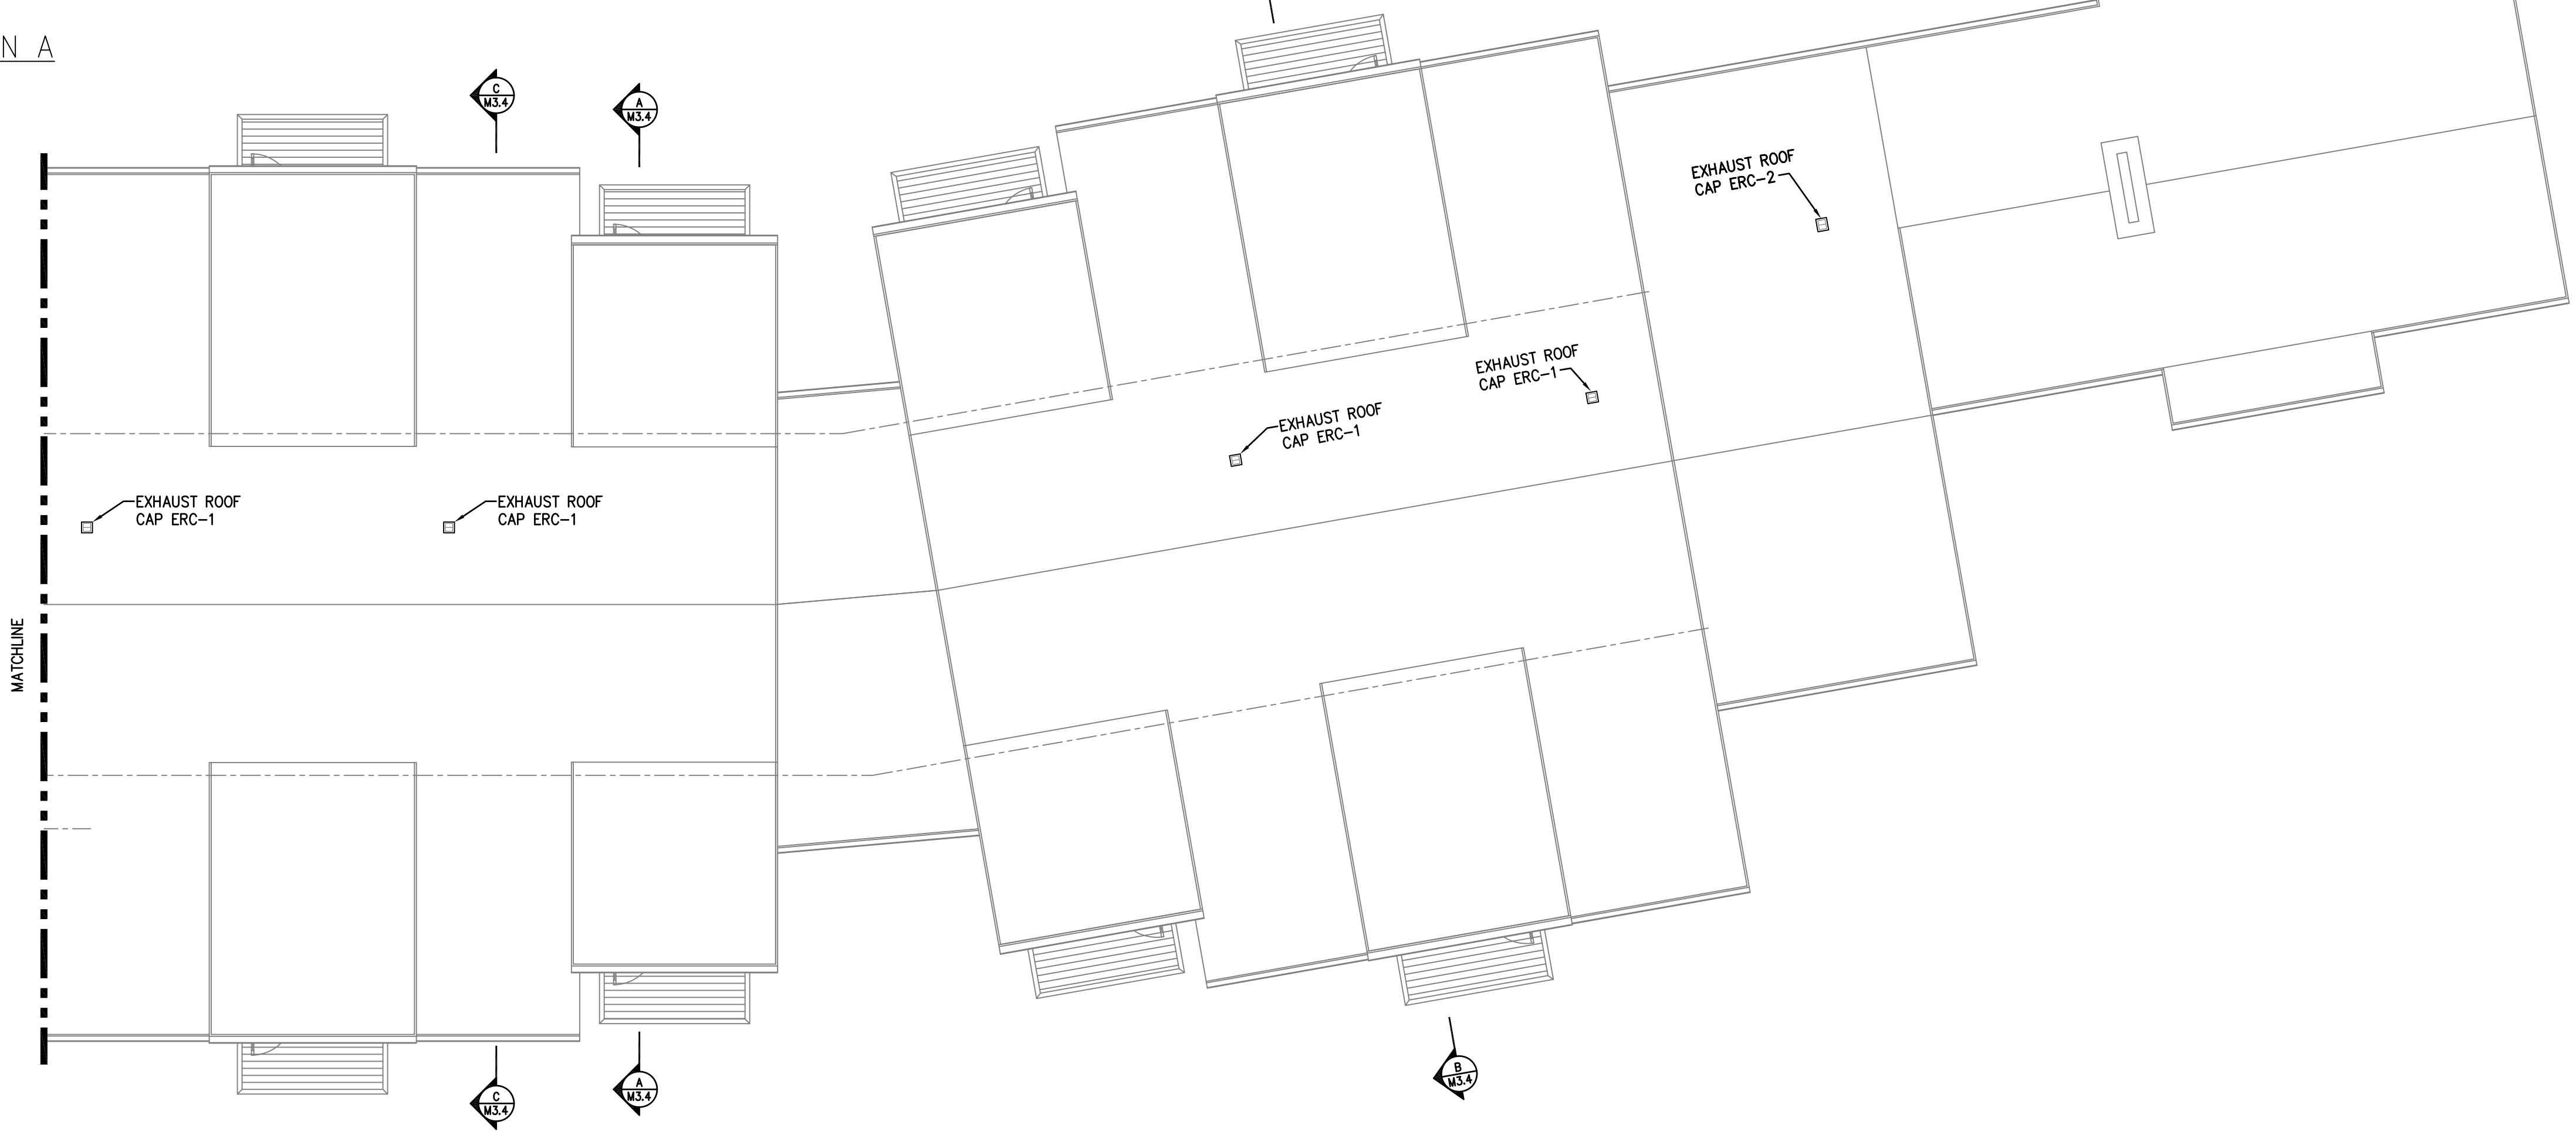 N A
C
M3.4
A
M3.4
EXHAUST ROOF
CAP ERC-2
EXHAUST ROOF
CAP ERC-1
EXHAUST ROOF
CAP ERC-1
EXHAUST ROOF
CAP ERC-1
EXHAUST ROOF
CAP ERC-1
MATCHLINE
C
M3.4
A
M3.4
B
M3.4